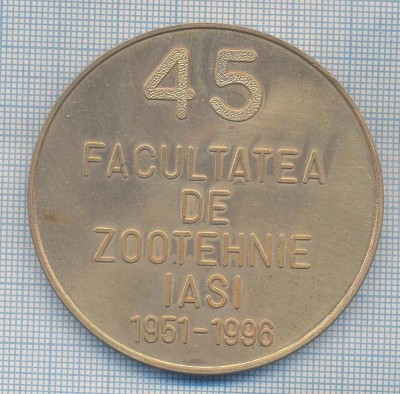 45
FACULTATEA
DE
ZOOTEHNIE
IASI
1951-1996